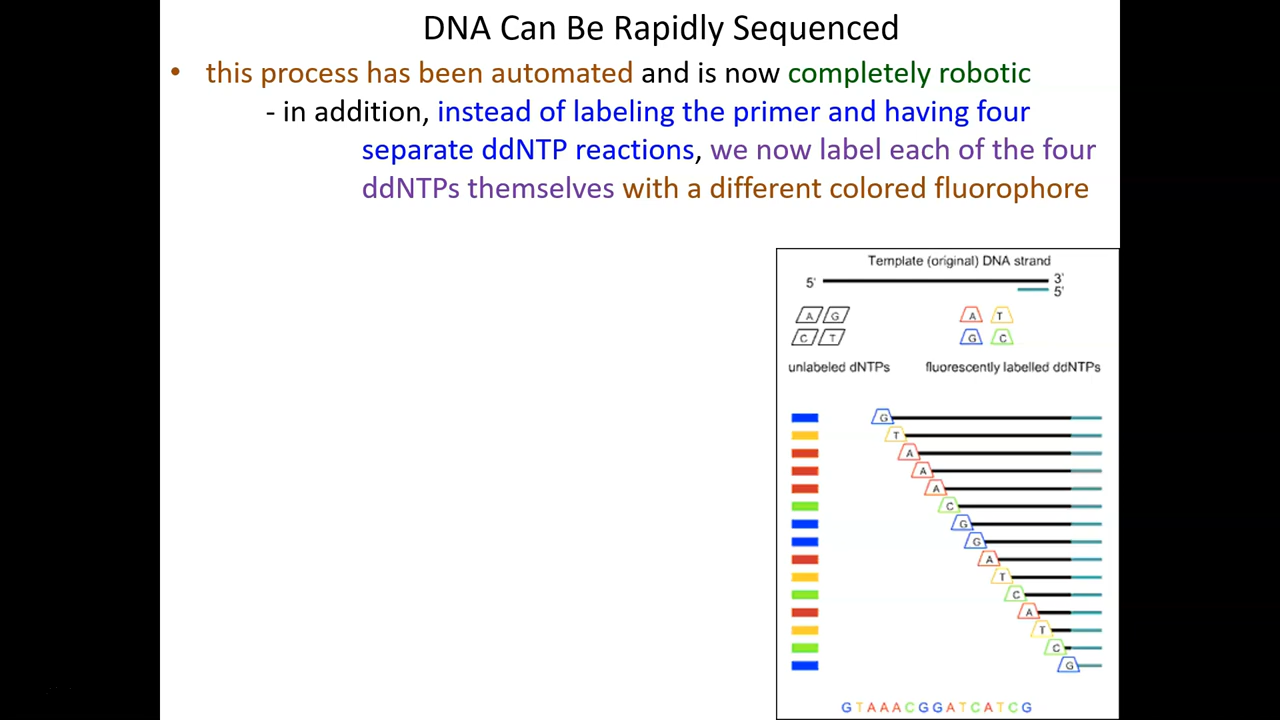 DNA Can Be Rapidly Sequenced
• this process has been automated and is now completely robotic
- in addition, instead of labeling the primer and having four
separate ddNTP reactions, we now label each of the four
ddNTPs themselves with a different colored fluorophore
Template (original) DNA strand
5' 3'
5'
A G A T
C T G C
unlabeled dNTPs fluorescently labelled ddNTPs
G
T
A
A
A
C
G
G
A
T
C
A
T
C
G
GTAAACGGATCATCG